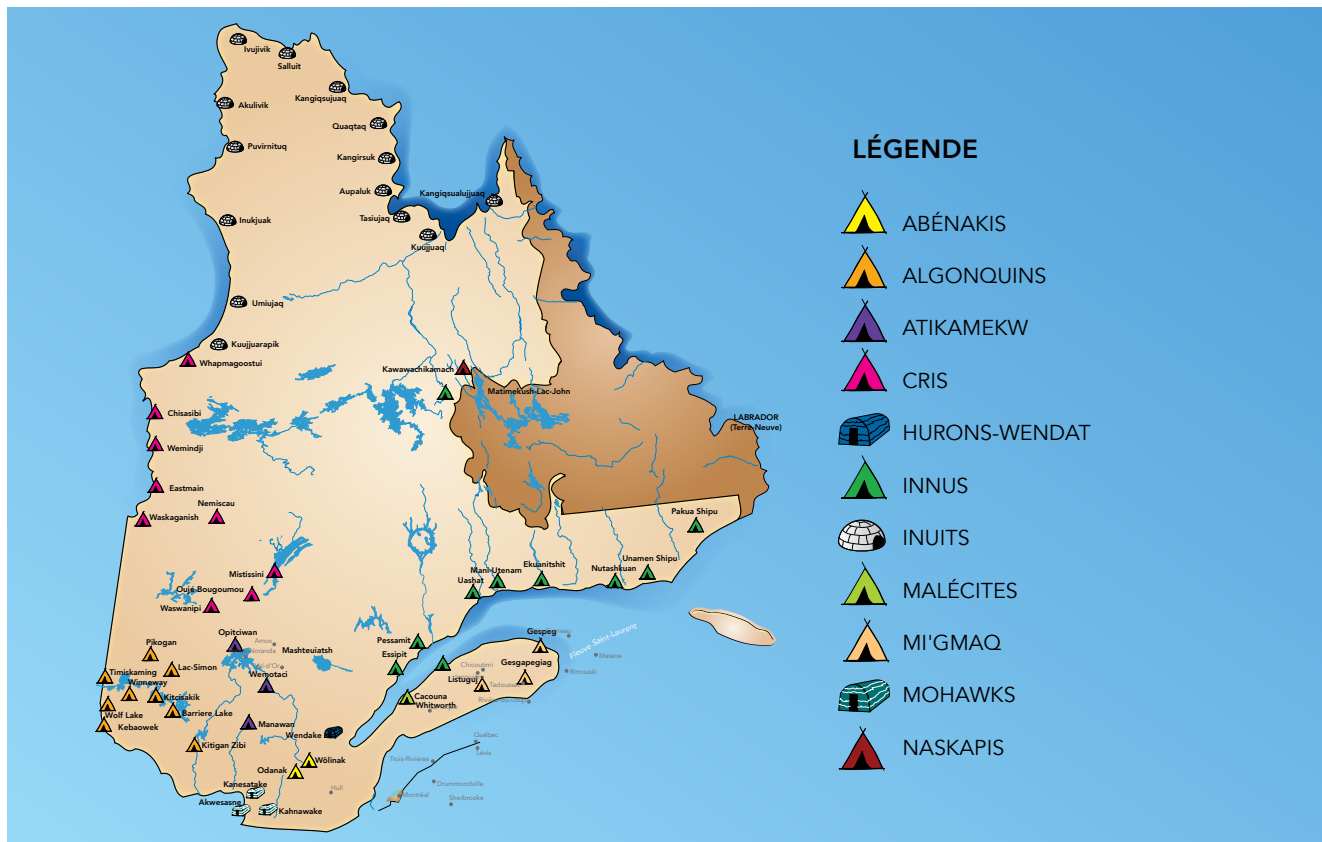 Ivujivik
Salluit
Kangiqsujuaq
Akulivik
Quaqtaq
Puvirnituq
Kangirsuk
Aupaluk
Kangiqsualujjuaq
Tasiujaq
Inukjuak
Kuujjuaq
Umiujaq
Kuujjuarapik
Whapmagoostui
Kawawachikamach
Matimekush-Lac-John
Chisasibi
LABRADOR
(Terre-Neuve)
Wemindji
Eastmain
Nemiscau
Waskaganish
Pakua Shipu
Mistissini
Oujé Bougoumou
Waswanipi
Uashat
Mani-Utenam
Ekuanitshit
Nutashkuan
Unamen Shipu
Opitciwan
Amos
Noranda
Val-d'Or
Pikogan
Mashteuiatsh
Pessamit
Essipit
Gespeg
Fleuve Saint-Laurent
Matane
Rimouski
Gesgapegiag
Chicoutimi
Listuguj
Tadoussac
Timiskaming
Lac-Simon
Winneway
Kitcisakik
Wemotaci
Wolf Lake
Barriere Lake
Kebaowek
Manawan
Cacouna
Whitworth
Wendake
Kitigan Zibi
Wôlinak
Odanak
Québec
Lévis
Trois-Rivières
Drummondville
Sherbrooke
Montréal
Hull
Kanesatake
Akwesasne
Kahnawake
LÉGENDE
ABÉNAKIS
ALGONQUINS
ATIKAMEKW
CRIS
HURONS-WENDAT
INNUS
INUITS
MALÉCITES
MI'GMAQ
MOHAWKS
NASKAPIS